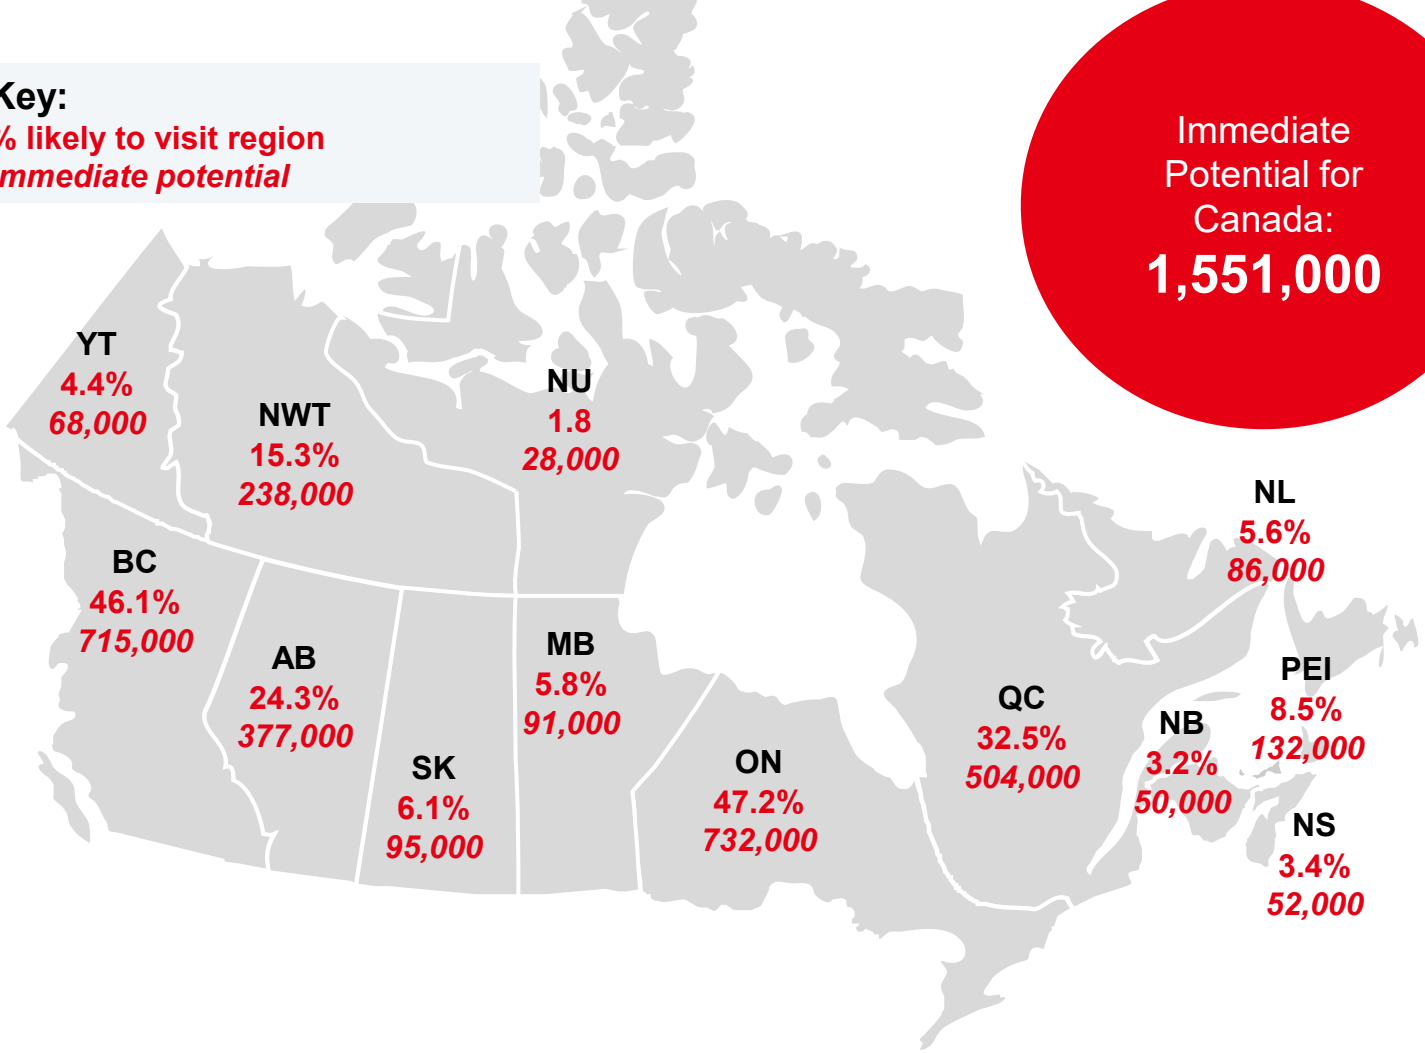 Key:
% likely to visit region
mmediate potential
Immediate
Potential for
Canada:
1,551,000
YT
4.4%
68,000
NWT
15.3%
238,000
NU
1.8
28,000
NL
5.6%
86,000
BC
46.1%
715,000
AB
24.3%
377,000
SK
6.1%
95,000
MB
5.8%
91,000
ON
47.2%
732,000
QC
32.5%
504,000
NB
3.2%
50,000
PEI
8.5%
132,000
NS
3.4%
52,000